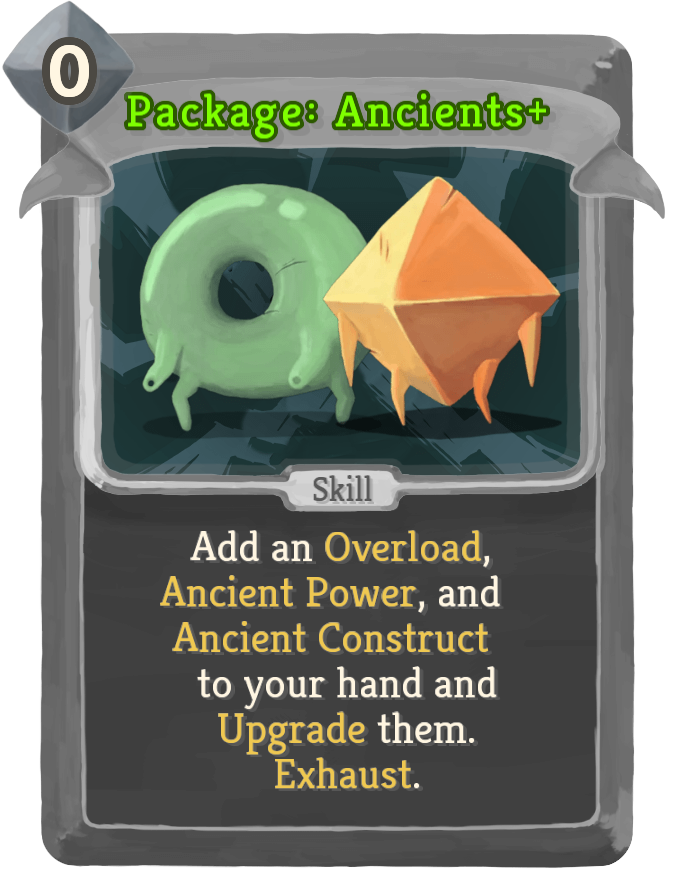 0
Package: Ancients+
Skill
Add an Overload,
Ancient Power, and
Ancient Construct
to your hand and
Upgrade them.
Exhaust.